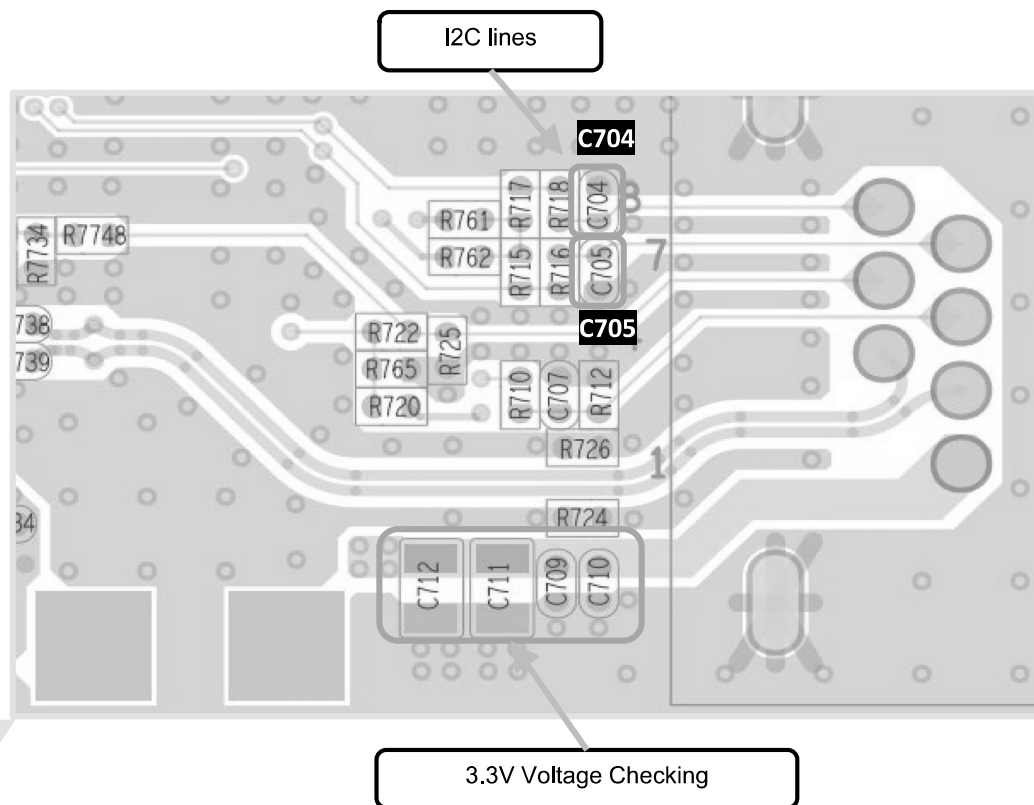 I2C lines
C704
R717
R718
C704
8
R761
R7734
R7748
R762
R715
R716
C705
7
738
R722
R725
C705
739
R765
R710
C707
R712
R720
R726
1
34
R724
C712
C711
C709
C710
3.3V Voltage Checking